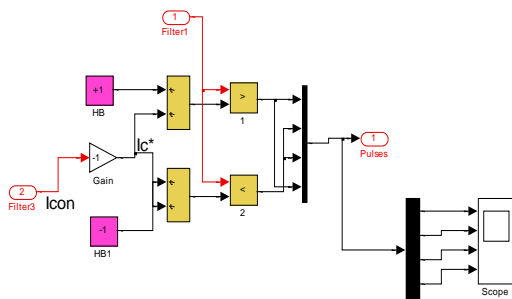 1
Filter1
+1
HB
>
1
1
Pulses
-1
Gain
Ic*
2
Filter3
Icon
<
2
-1
HB1
Scope